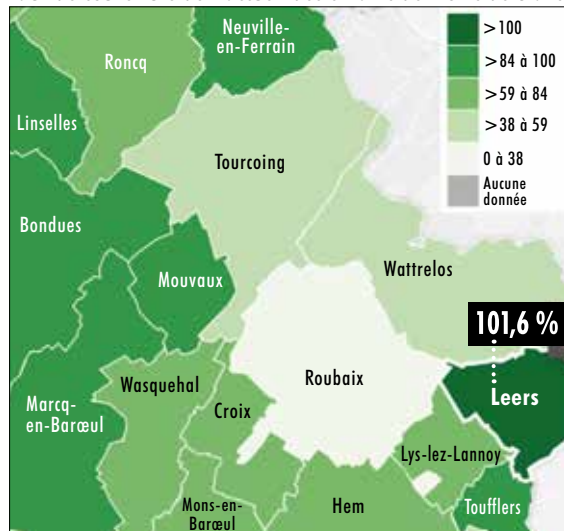 Neuville-
en-Ferrain
Roncq
Linselles
Tourcoing
Bondues
Mouvaux
Wattrelos
101,6 %
Leers
Roubaix
Wasquehal
Croix
Marcq-
en-Barœul
Lys-lez-Lannoy
Hem
Mons-en-
Barœul
Toufflers
>100
>84 à 100
>59 à 84
>38 à 59
0 à 38
Aucune
donnée